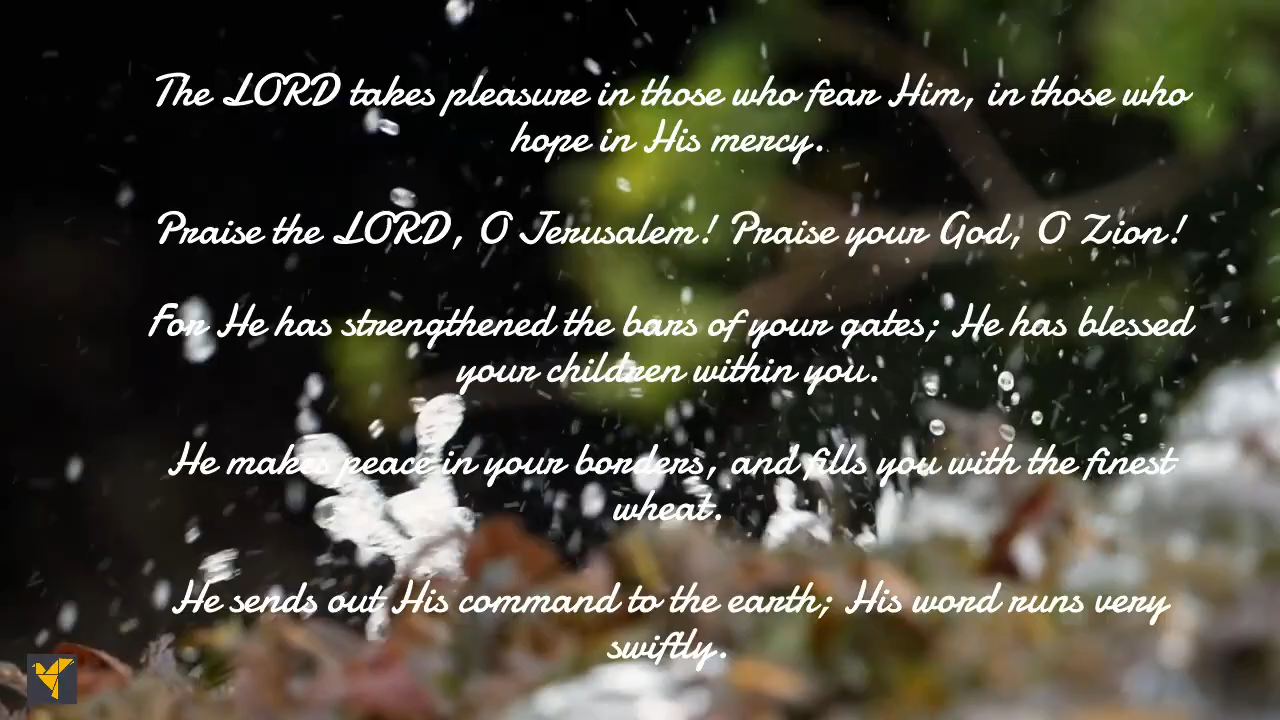 The LORD takes pleasure in those who fear Him, in those who
hope in His mercy.
Praise the LORD, O Jerusalem! Praise your God, O Zion!
For He has strengthened the bars of your gates; He has blessed
your children within you.
He makes peace in your borders, and fills you with the finest
wheat.
He sends out His command to the earth; His word runs very
swiftly.